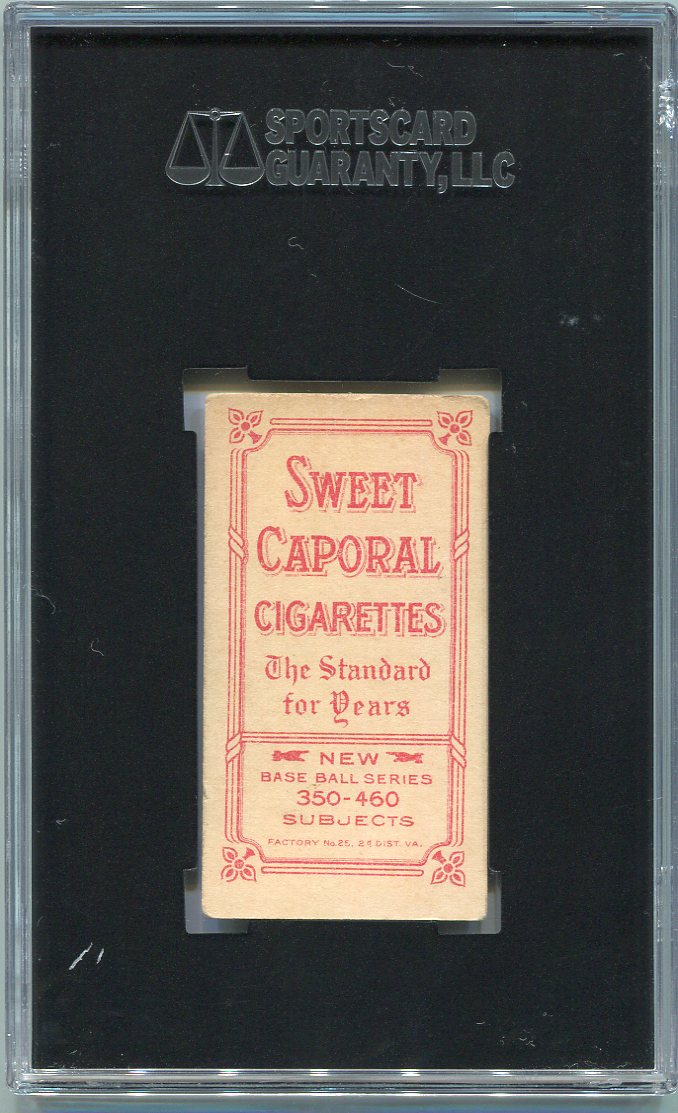 SPORTSCARD
GUARANTY, LLC
SWEET
CAPORAL
CIGARETTES
The Standard
for Years
NEW
BASE BALL SERIES
350-460
SUBJECTS
FACTORY No. 25, 2d DIST. VA.